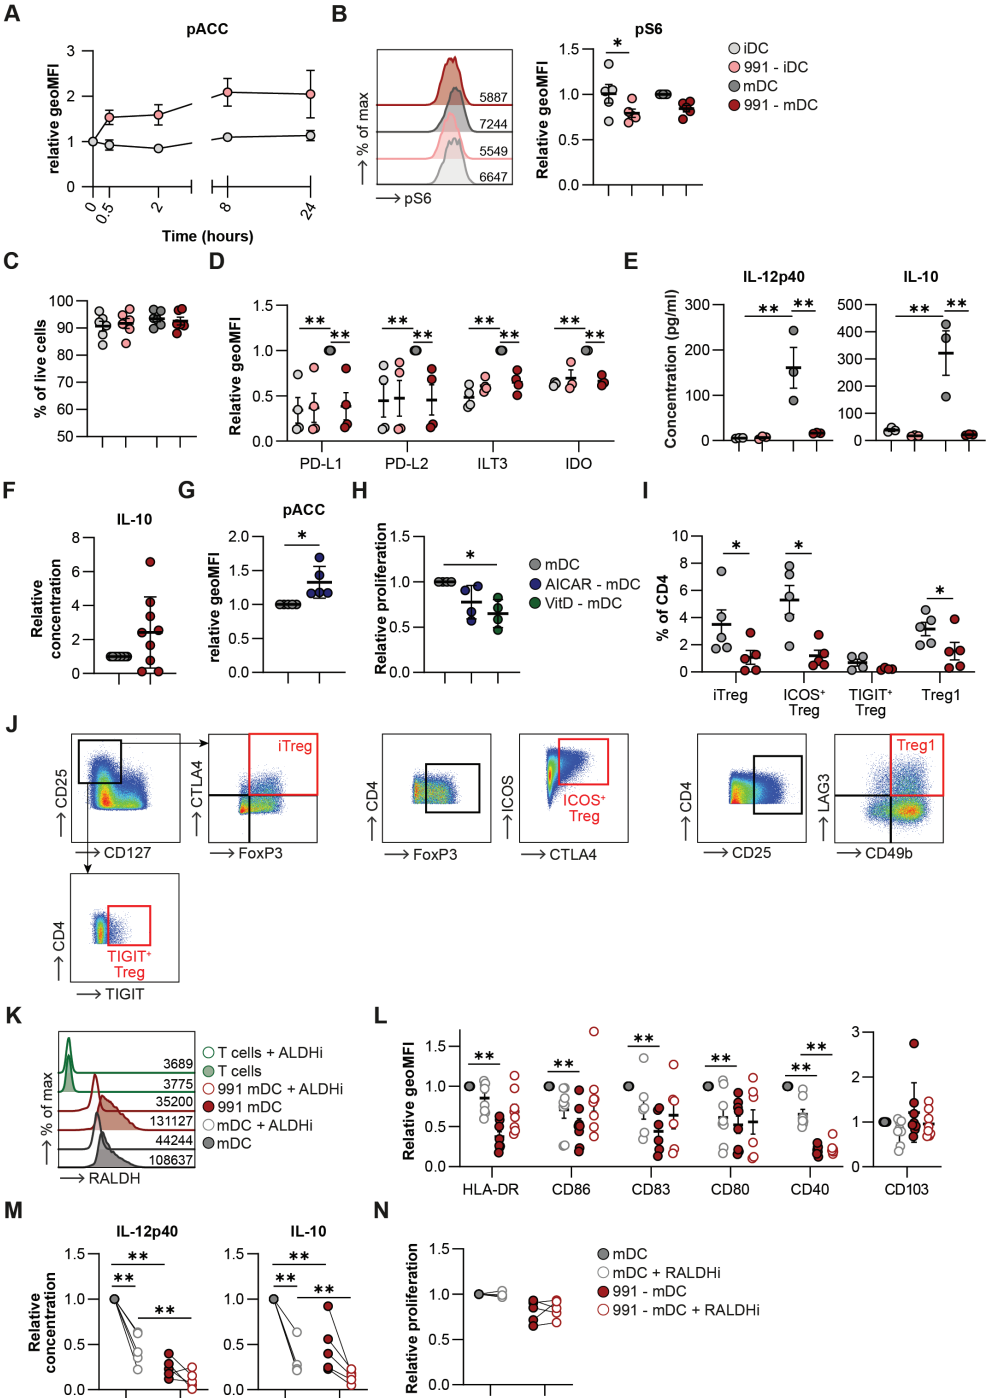 A
pACC
relative geoMFI
3
2
1
0
0
0.5
2
8
24
Time (hours)
B
% of max
5887
7244
5549
6647
pS6
pS6
Relative geoMFI
1.5
1.0
0.5
0.0
*
iDC
991 - iDC
mDC
991 - mDC
C
% of live cells
100
90
80
70
60
50
D
Relative geoMFI
1.5
1.0
0.5
0.0
** ** ** ** ** ** ** **
PD-L1
PD-L2
ILT3
IDO
E
IL-12p40
Concentration (pg/ml)
300
200
100
0
** **
IL-10
500
400
300
200
100
0
** **
F
IL-10
Relative
concentration
8
6
4
2
0
G
pACC
relative geoMFI
2.0
1.5
1.0
0.5
0.0
*
H
Relative proliferation
1.5
1.0
0.5
0.0
*
mDC
AICAR - mDC
VitD - mDC
I
% of CD4
10
8
6
4
2
0
* * *
iTreg
ICOS+
Treg
TIGIT+
Treg
Treg1
J
CD25
CD127
CTLA4
iTreg
FoxP3
CD4
FoxP3
ICOS
ICOS+
Treg
CTLA4
CD4
CD25
LAG3
Treg1
CD49b
CD4
TIGIT+
Treg
TIGIT
K
% of max
3689
3775
35200
131127
44244
108637
RALDH
T cells + ALDHi
T cells
991 mDC + ALDHi
991 mDC
mDC + ALDHi
mDC
L
Relative geoMFI
1.5
1.0
0.5
0.0
** ** ** ** ** **
HLA-DR
CD86
CD83
CD80
CD40
3
2
1
0
CD103
M
IL-12p40
Relative
concentration
1.5
1.0
0.5
0.0
** ** **
IL-10
1.5
1.0
0.5
0.0
** ** **
N
Relative proliferation
1.5
1.0
0.5
0.0
mDC
mDC + RALDHi
991 - mDC
991 - mDC + RALDHi